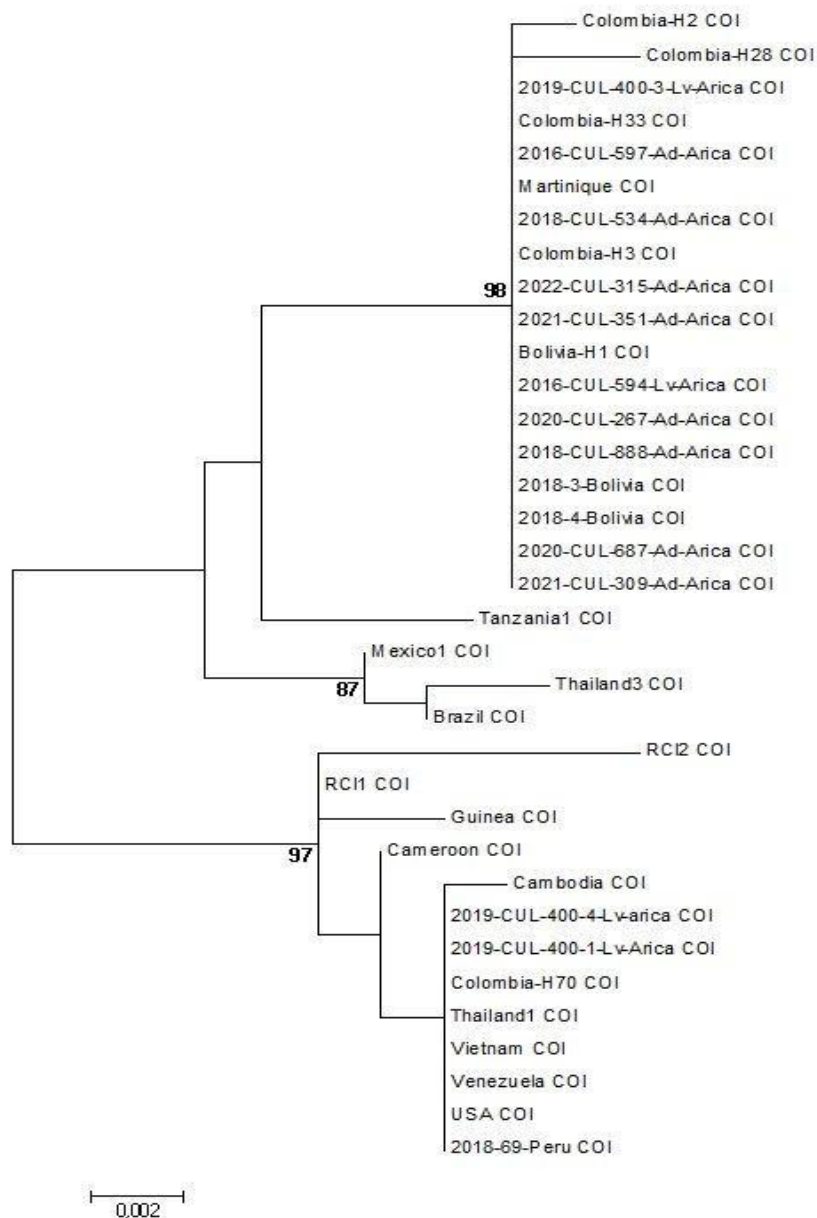 Colombia-H2 COI
Colombia-H28 COI
2019-CUL-400-3-Lv-Arica COI
Colombia-H33 COI
2016-CUL-597-Ad-Arica COI
Martinique COI
2018-CUL-534-Ad-Arica COI
Colombia-H3 COI
98
2022-CUL-315-Ad-Arica COI
2021-CUL-351-Ad-Arica COI
Bolivia-H1 COI
2016-CUL-594-Lv-Arica COI
2020-CUL-267-Ad-Arica COI
2018-CUL-888-Ad-Arica COI
2018-3-Bolivia COI
2018-4-Bolivia COI
2020-CUL-687-Ad-Arica COI
2021-CUL-309-Ad-Arica COI
Tanzania1 COI
Mexico1 COI
87
Thailand3 COI
Brazil COI
RCI2 COI
RCI1 COI
Guinea COI
97
Cameroon COI
Cambodia COI
2019-CUL-400-4-Lv-arica COI
2019-CUL-400-1-Lv-Arica COI
Colombia-H70 COI
Thailand1 COI
Vietnam COI
Venezuela COI
USA COI
2018-69-Peru COI
0.002